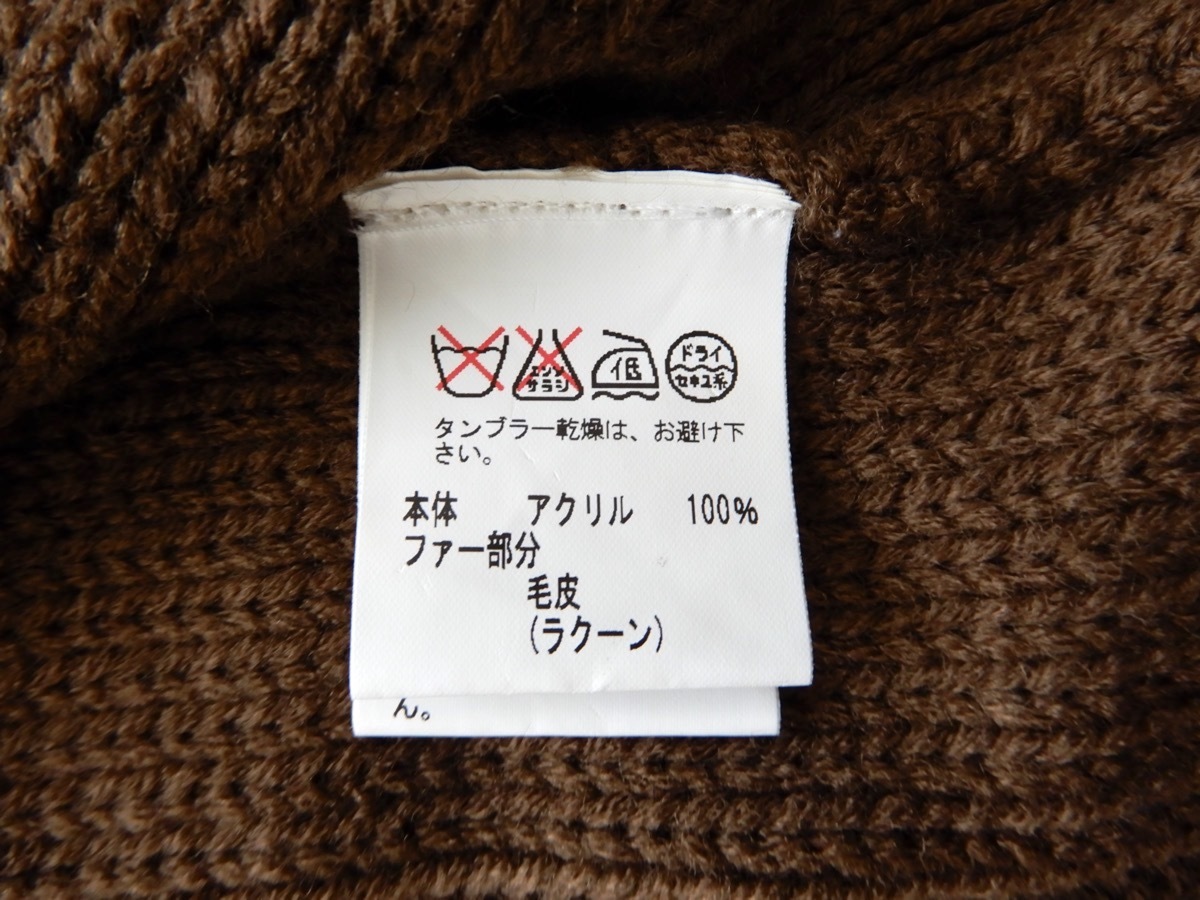 エンソ サラシ 低 ドライ セキユ系
タンブラー乾燥は、お避け下
さい。
本体 アクリル 100%
ファー部分
毛皮
(ラクーン)
ん。